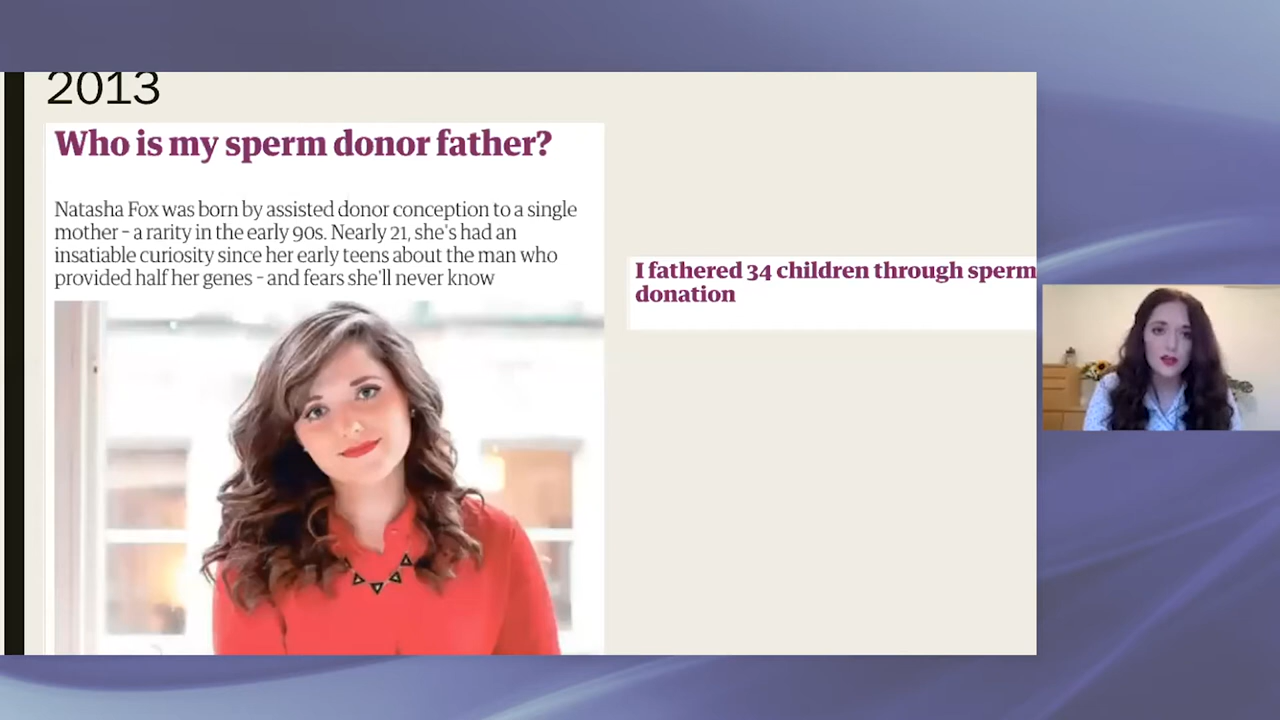 2013
Who is my sperm donor father?
Natasha Fox was born by assisted donor conception to a single
mother – a rarity in the early 90s. Nearly 21, she's had an
insatiable curiosity since her early teens about the man who
provided half her genes – and fears she'll never know
I fathered 34 children through sperm
donation